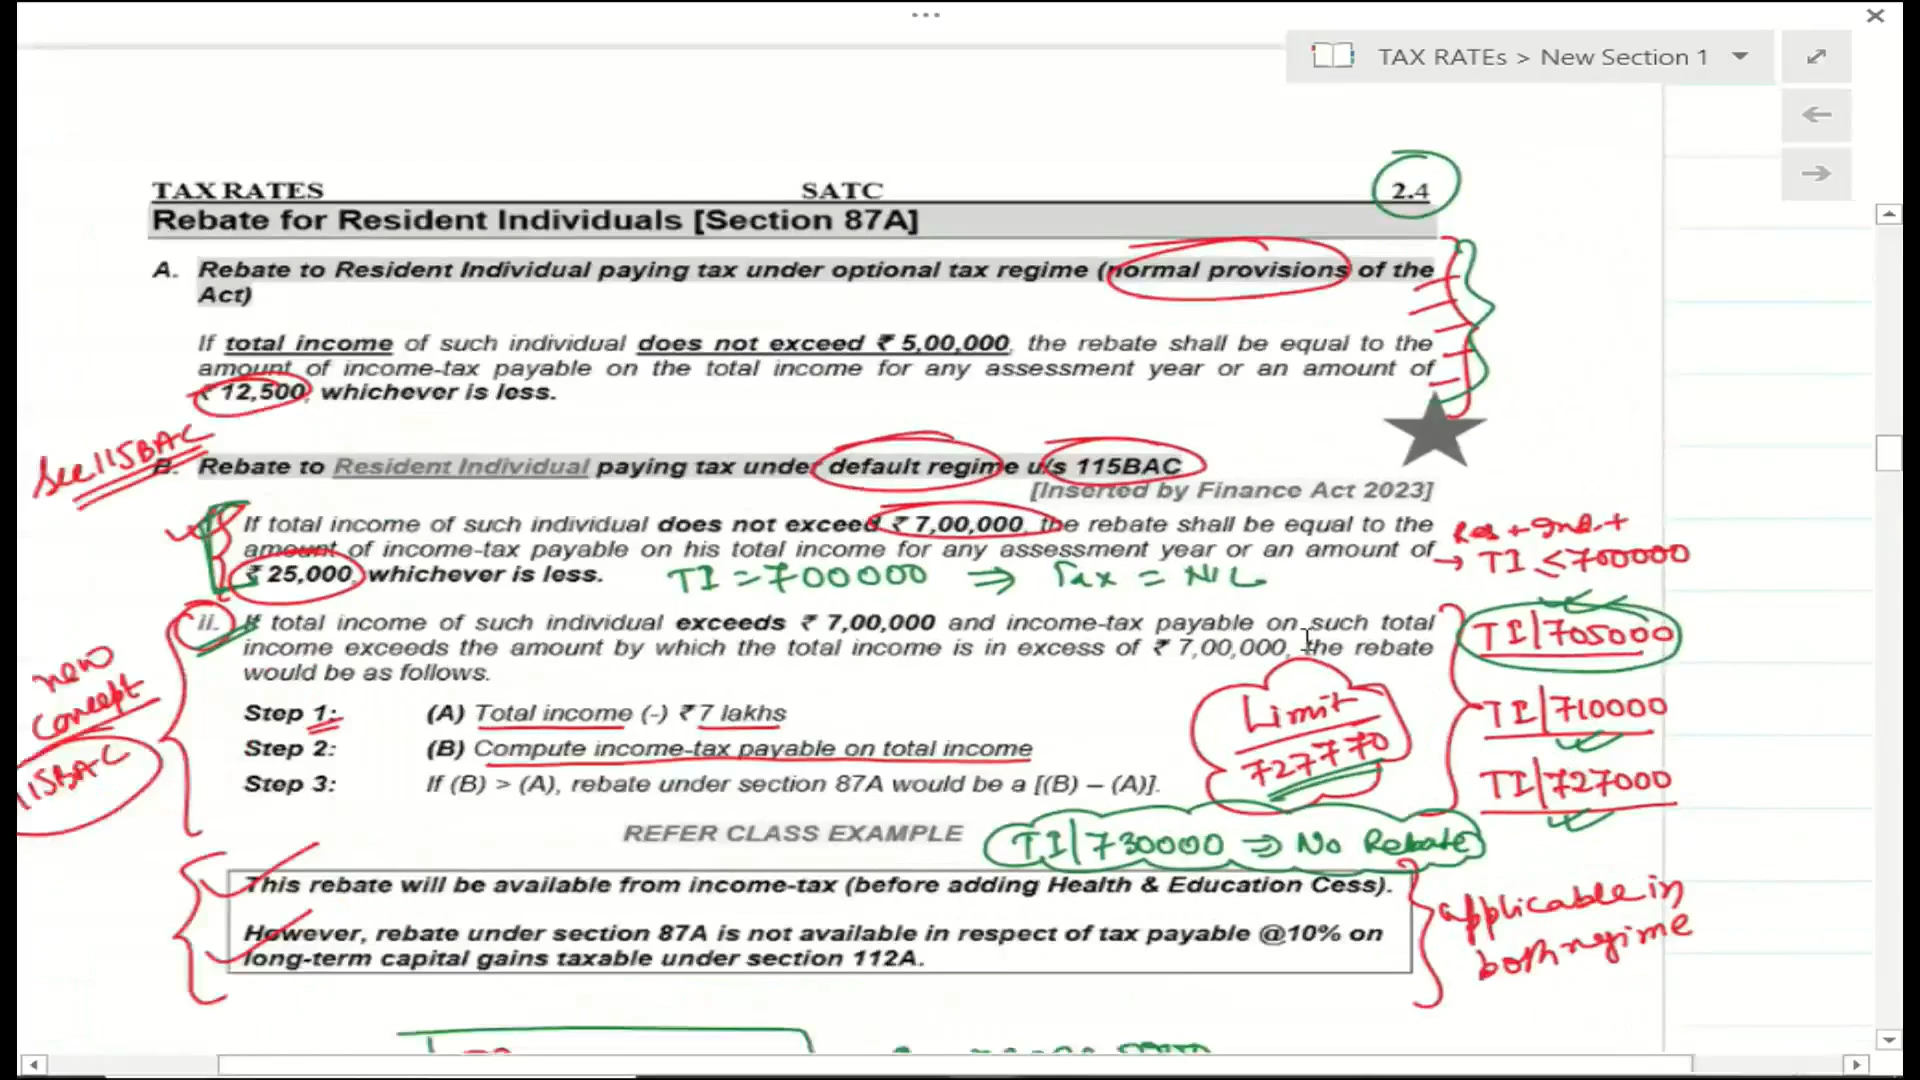 TAX RATEs > New Section 1
TAX RATES SATC 2.4
Rebate for Resident Individuals [Section 87A]
A. Rebate to Resident Individual paying tax under optional tax regime (normal provisions of the
Act)
If total income of such individual does not exceed ₹ 5,00,000, the rebate shall be equal to the
amount of income-tax payable on the total income for any assessment year or an amount of
₹ 12,500, whichever is less.
See 115BAC
B. Rebate to Resident Individual paying tax under default regime u/s 115BAC
[Inserted by Finance Act 2023]
If total income of such individual does not exceed ₹ 7,00,000, the rebate shall be equal to the
amount of income-tax payable on his total income for any assessment year or an amount of
₹ 25,000, whichever is less.
TI = 700000 ⇒ Tax = NIL
Res + Ind. +
→ TI ≤ 700000
ii. If total income of such individual exceeds ₹ 7,00,000 and income-tax payable on such total
income exceeds the amount by which the total income is in excess of ₹ 7,00,000, the rebate
would be as follows.
TI/705000
TI/710000
TI/727000
new
concept
115BAC
Step 1: (A) Total income (-) ₹ 7 lakhs
Step 2: (B) Compute income-tax payable on total income
Step 3: If (B) > (A), rebate under section 87A would be a [(B) – (A)].
Limit
727770
REFER CLASS EXAMPLE
TI/730000 ⇒ No Rebate
This rebate will be available from income-tax (before adding Health & Education Cess).
However, rebate under section 87A is not available in respect of tax payable @10% on
long-term capital gains taxable under section 112A.
applicable in
both regime